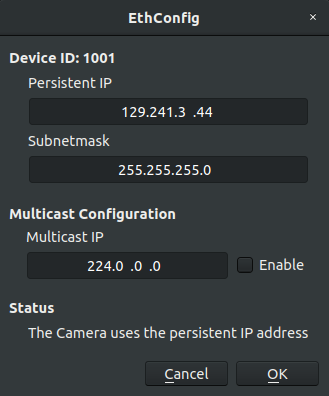 EthConfig
×
Device ID: 1001
Persistent IP
129.241.3 .44
Subnetmask
255.255.255.0
Multicast Configuration
Multicast IP
224.0 .0 .0
Enable
Status
The Camera uses the persistent IP address
Cancel
OK